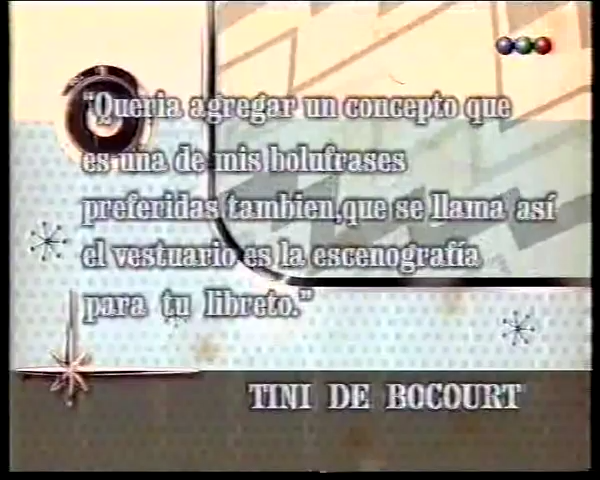 "Queria agregar un concepto que
es una de mis bolufrases
preferidas tambien,que se llama así
el vestuario es la escenografía
para tu libreto."
TINI DE BOCOURT